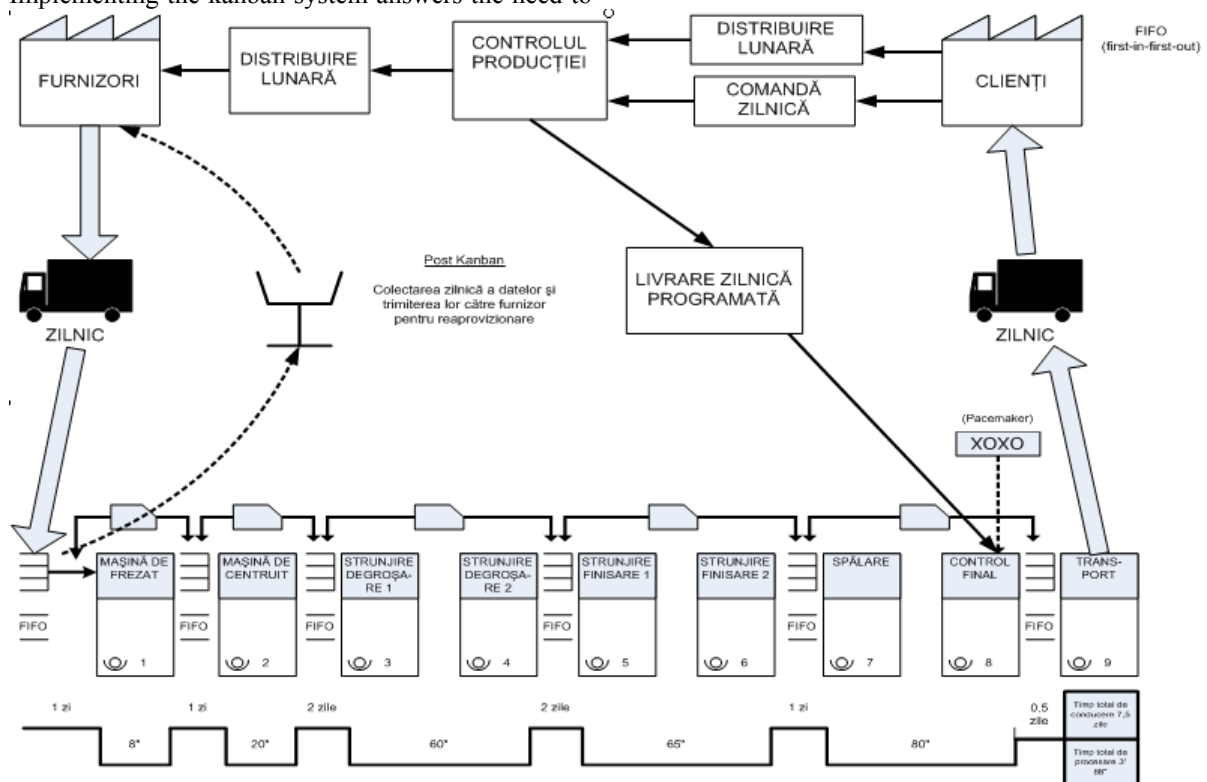 Implementing the kanban system answers the need to
FURNIZORI
DISTRIBUIRE
LUNARĂ
CONTROLUL
PRODUCȚIEI
DISTRIBUIRE
LUNARĂ
COMANDĂ
ZILNICĂ
CLIENȚI
FIFO
(first-in-first-out)
ZILNIC
Post Kanban
Colectarea zilnică a datelor și
trimiterea lor către furnizor
pentru reaprovizionare
LIVRARE ZILNICĂ
PROGRAMATĂ
ZILNIC
(Pacemaker)
XOXO
FIFO
MAȘINĂ DE
FREZAT
1
FIFO
MAȘINĂ DE
CENTRUIT
2
FIFO
STRUNJIRE
DEGROȘA-
RE 1
3
STRUNJIRE
DEGROȘA-
RE 2
4
FIFO
STRUNJIRE
FINISARE 1
5
STRUNJIRE
FINISARE 2
6
FIFO
SPĂLARE
7
CONTROL
FINAL
8
FIFO
TRANS-
PORT
9
1 zi
8"
1 zi
20"
2 zile
60"
2 zile
65"
1 zi
80"
0.5
zile
Timp total de
conducere 7,5
zile
Timp total de
procesare 3'